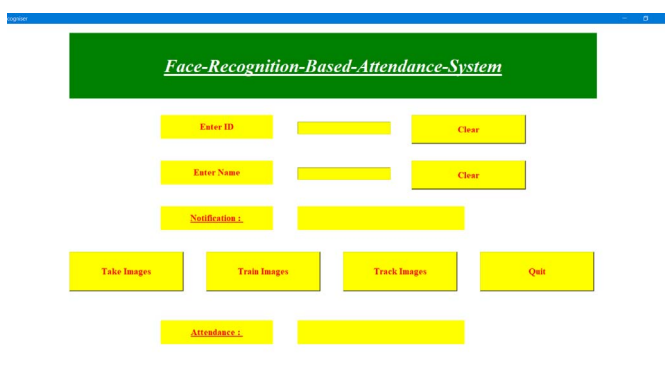 cogniser
Face-Recognition-Based-Attendance-System
Enter ID
Clear
Enter Name
Clear
Notification :
Take Images
Train Images
Track Images
Quit
Attendance :